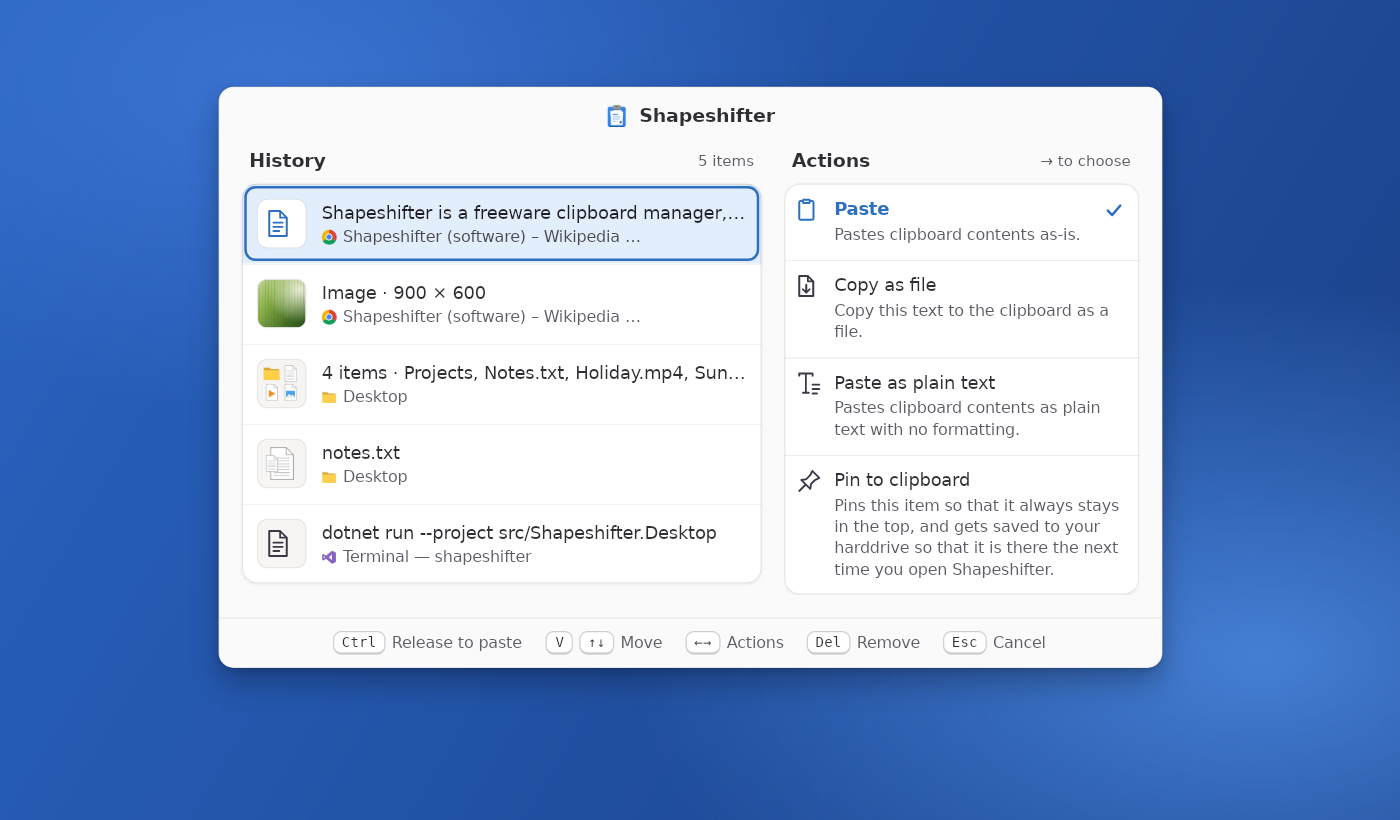 Shapeshifter
History
5 items
Shapeshifter is a freeware clipboard manager,…
Shapeshifter (software) – Wikipedia …
Image · 900 × 600
Shapeshifter (software) – Wikipedia …
4 items · Projects, Notes.txt, Holiday.mp4, Sun…
Desktop
notes.txt
Desktop
dotnet run --project src/Shapeshifter.Desktop
Terminal — shapeshifter
Actions
→ to choose
Paste
Pastes clipboard contents as-is.
Copy as file
Copy this text to the clipboard as a
file.
Paste as plain text
Pastes clipboard contents as plain
text with no formatting.
Pin to clipboard
Pins this item so that it always stays
in the top, and gets saved to your
harddrive so that it is there the next
time you open Shapeshifter.
Ctrl Release to paste V ↑↓ Move ←→ Actions Del Remove Esc Cancel